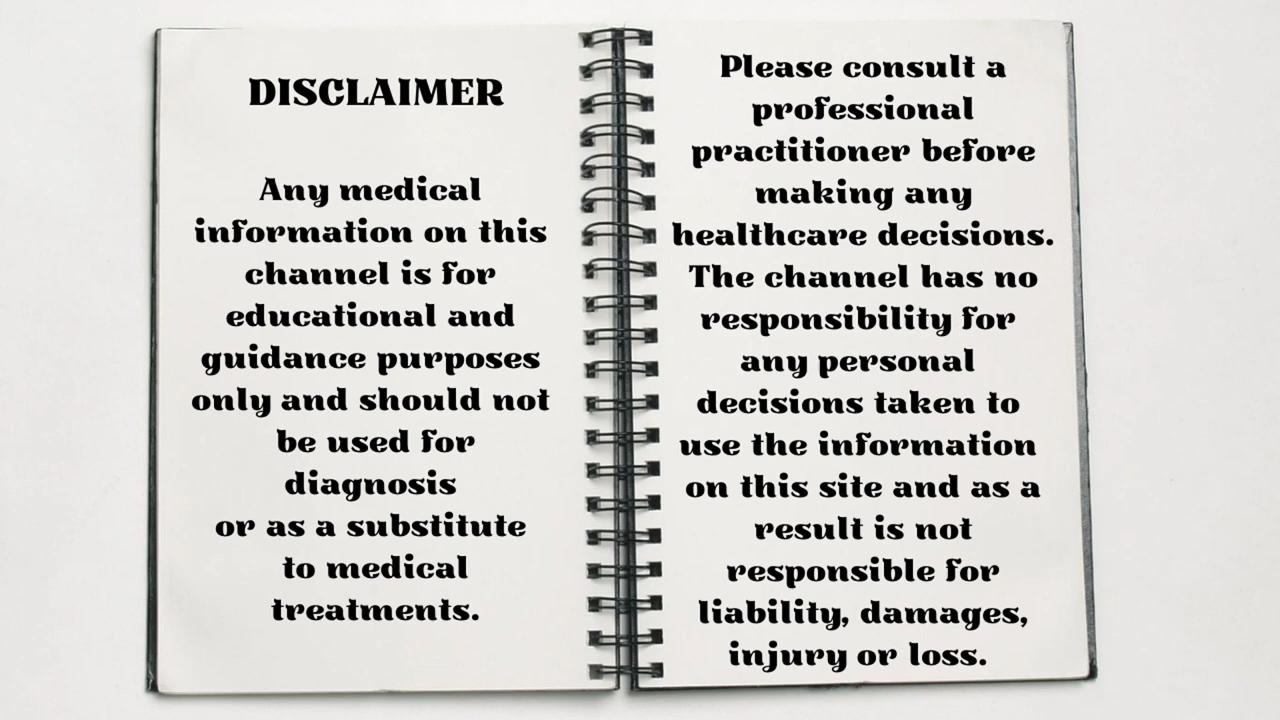 DISCLAIMER
Any medical
information on this
channel is for
educational and
guidance purposes
only and should not
be used for
diagnosis
or as a substitute
to medical
treatments.
Please consult a
professional
practitioner before
making any
healthcare decisions.
The channel has no
responsibility for
any personal
decisions taken to
use the information
on this site and as a
result is not
responsible for
liability, damages,
injury or loss.